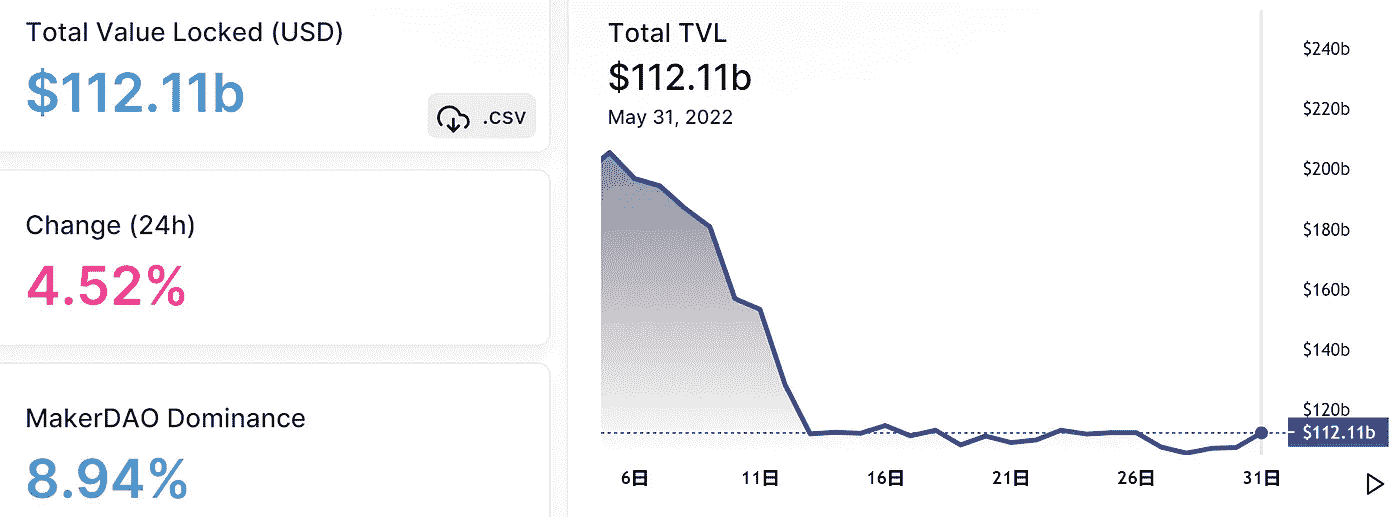 Total Value Locked (USD)
$112.11b
.csv
Change (24h)
4.52%
MakerDAO Dominance
8.94%
Total TVL
$112.11b
May 31, 2022
$240b
$220b
$200b
$180b
$160b
$140b
$120b
$112.11b
6日 11日 16日 21日 26日 31日